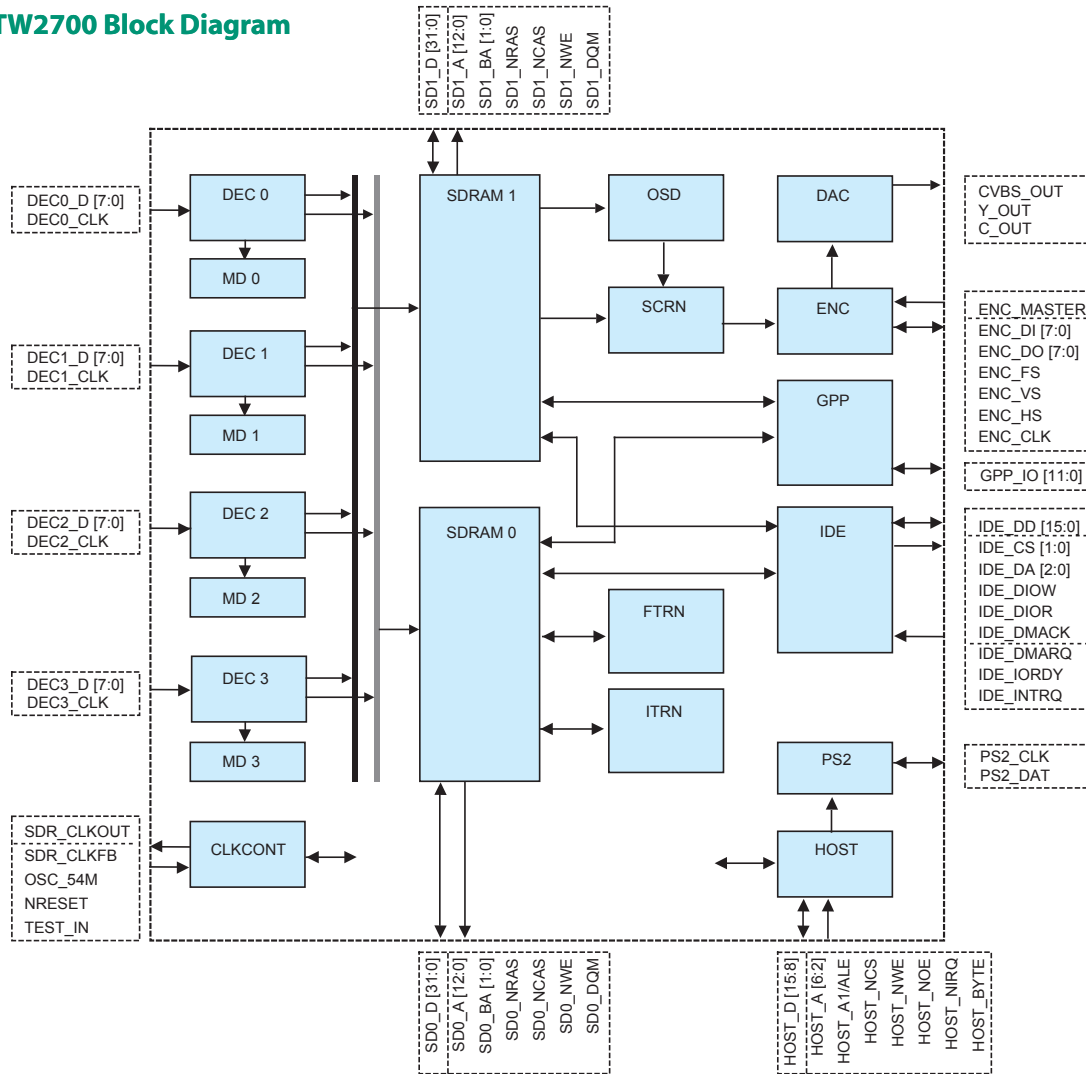 TW2700 Block Diagram
SD1_D [31:0]
SD1_A [12:0]
SD1_BA [1:0]
SD1_NRAS
SD1_NCAS
SD1_NWE
SD1_DQM
DEC0_D [7:0]
DEC0_CLK
DEC 0
MD 0
SDRAM 1
OSD
DAC
CVBS_OUT
Y_OUT
C_OUT
SCRN
ENC
ENC_MASTER
ENC_DI [7:0]
ENC_DO [7:0]
ENC_FS
ENC_VS
ENC_HS
ENC_CLK
DEC1_D [7:0]
DEC1_CLK
DEC 1
MD 1
GPP
GPP_IO [11:0]
DEC2_D [7:0]
DEC2_CLK
DEC 2
MD 2
SDRAM 0
IDE
IDE_DD [15:0]
IDE_CS [1:0]
IDE_DA [2:0]
IDE_DIOW
IDE_DIOR
IDE_DMACK
IDE_DMARQ
IDE_IORDY
IDE_INTRQ
FTRN
DEC3_D [7:0]
DEC3_CLK
DEC 3
MD 3
ITRN
PS2
PS2_CLK
PS2_DAT
SDR_CLKOUT
SDR_CLKFB
OSC_54M
NRESET
TEST_IN
CLKCONT
HOST
SD0_D [31:0]
SD0_A [12:0]
SD0_BA [1:0]
SD0_NRAS
SD0_NCAS
SD0_NWE
SD0_DQM
HOST_D [15:8]
HOST_A [6:2]
HOST_A1/ALE
HOST_NCS
HOST_NWE
HOST_NOE
HOST_NIRQ
HOST_BYTE